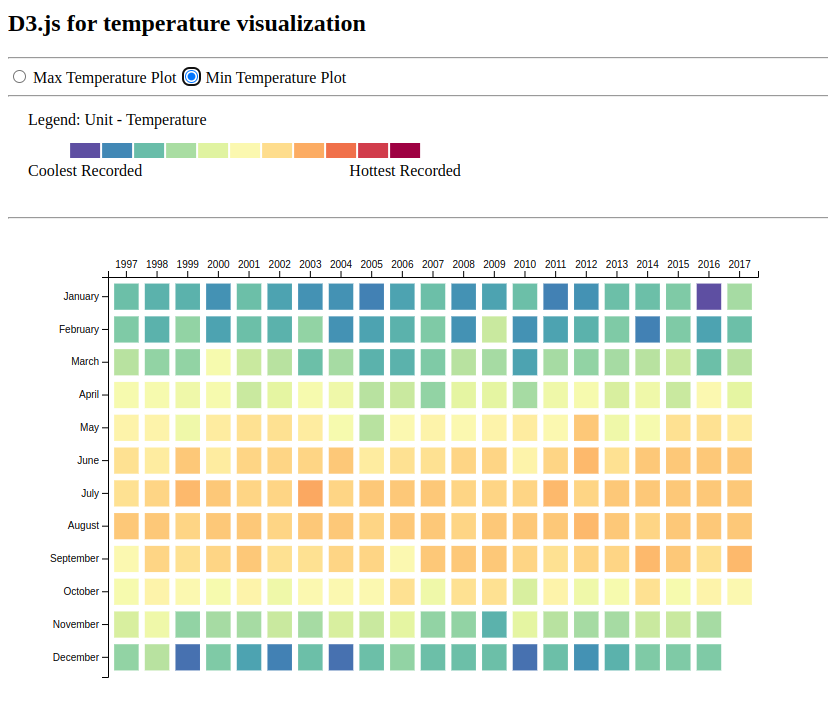 D3.js for temperature visualization
Max Temperature Plot Min Temperature Plot
Legend: Unit - Temperature
Coolest Recorded Hottest Recorded
1997 1998 1999 2000 2001 2002 2003 2004 2005 2006 2007 2008 2009 2010 2011 2012 2013 2014 2015 2016 2017
January
February
March
April
May
June
July
August
September
October
November
December